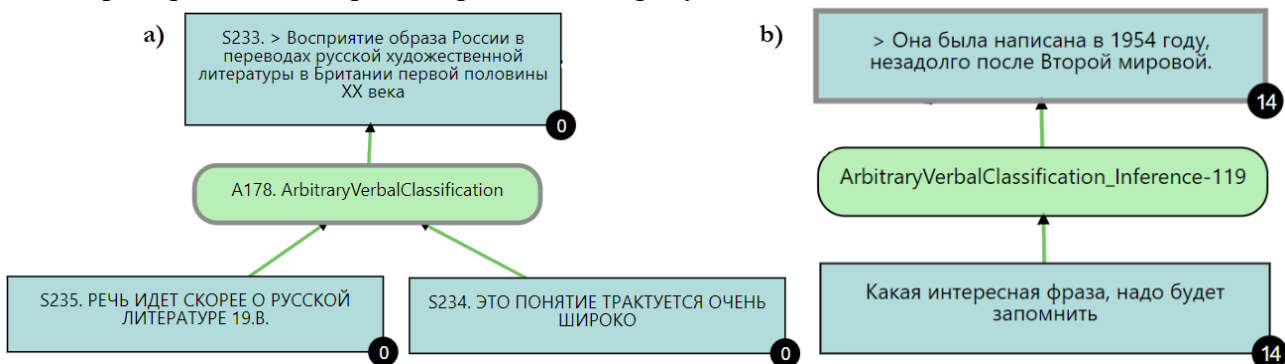 a)
S233. > Восприятие образа России в
переводах русской художественной
литературы в Британии первой половины
XX века
0
A178. ArbitraryVerbalClassification
S235. РЕЧЬ ИДЕТ СКОРЕЕ О РУССКОЙ
ЛИТЕРАТУРЕ 19.В.
0
S234. ЭТО ПОНЯТИЕ ТРАКТУЕТСЯ ОЧЕНЬ
ШИРОКО
0
b)
> Она была написана в 1954 году,
незадолго после Второй мировой.
14
ArbitraryVerbalClassification_Inference-119
Какая интересная фраза, надо будет
запомнить
14